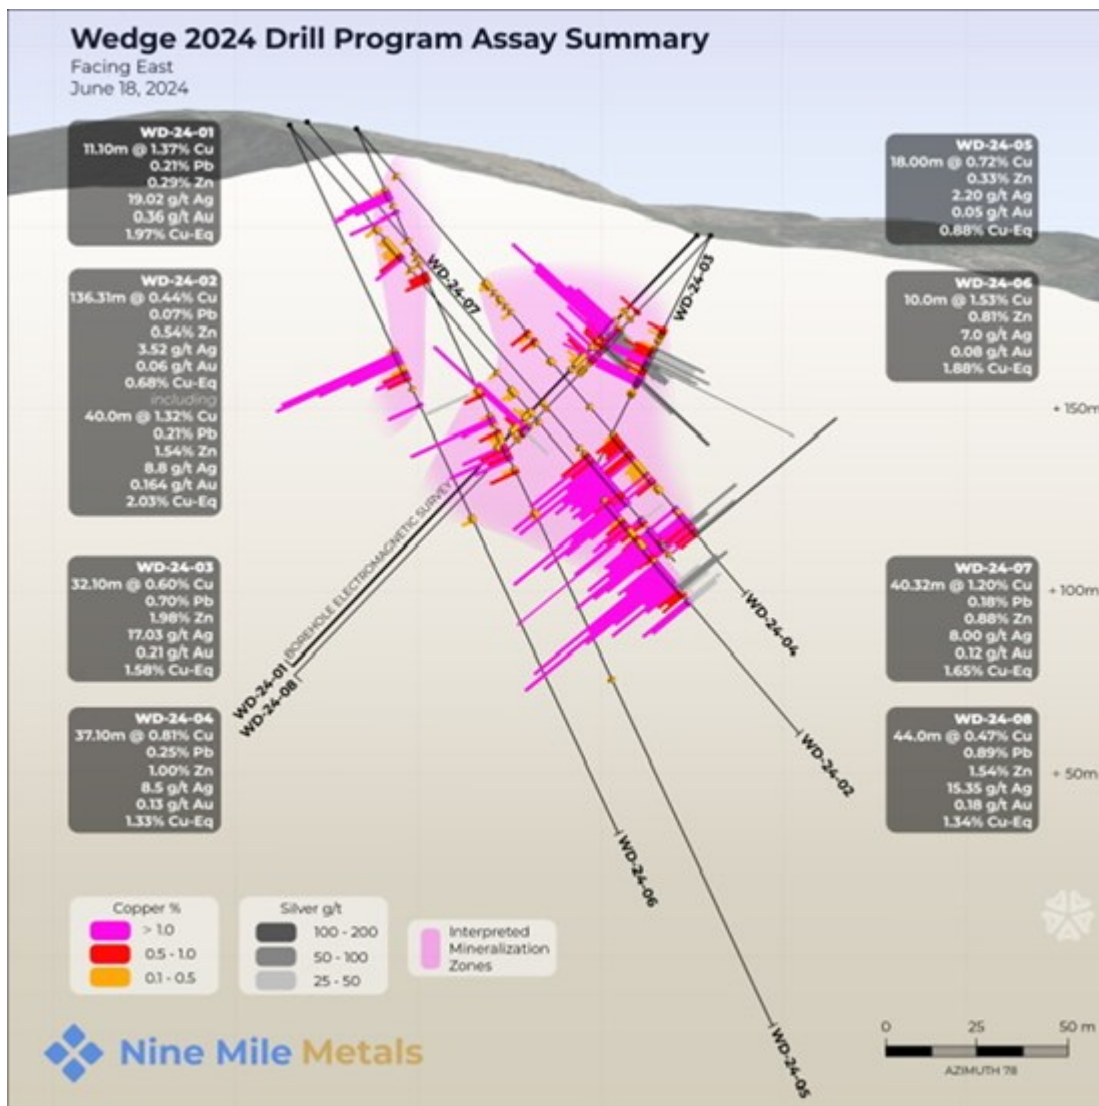 Wedge 2024 Drill Program Assay Summary
Facing East
June 18, 2024
WD-24-01
11.10m @ 1.37% Cu
0.21% Pb
0.29% Zn
19.02 g/t Ag
0.36 g/t Au
1.97% Cu-Eq
WD-24-02
136.31m @ 0.44% Cu
0.07% Pb
0.54% Zn
3.52 g/t Ag
0.06 g/t Au
0.68% Cu-Eq
including
40.0m @ 1.32% Cu
0.21% Pb
1.54% Zn
8.8 g/t Ag
0.164 g/t Au
2.03% Cu-Eq
WD-24-03
32.10m @ 0.60% Cu
0.70% Pb
1.98% Zn
17.03 g/t Ag
0.21 g/t Au
1.58% Cu-Eq
WD-24-04
37.10m @ 0.81% Cu
0.25% Pb
1.00% Zn
8.5 g/t Ag
0.13 g/t Au
1.33% Cu-Eq
WD-24-05
18.00m @ 0.72% Cu
0.33% Zn
2.20 g/t Ag
0.05 g/t Au
0.88% Cu-Eq
WD-24-06
10.0m @ 1.53% Cu
0.81% Zn
7.0 g/t Ag
0.08 g/t Au
1.88% Cu-Eq
WD-24-07
40.32m @ 1.20% Cu
0.18% Pb
0.88% Zn
8.00 g/t Ag
0.12 g/t Au
1.65% Cu-Eq
WD-24-08
44.0m @ 0.47% Cu
0.89% Pb
1.54% Zn
15.35 g/t Ag
0.18 g/t Au
1.34% Cu-Eq
WD-24-07
WD-24-03
BOREHOLE ELECTROMAGNETIC SURVEY
WD-24-01
WD-24-08
WD-24-04
WD-24-02
WD-24-06
WD-24-05
+ 150m
+ 100m
+ 50m
Copper %
> 1.0
0.5 - 1.0
0.1 - 0.5
Silver g/t
100 - 200
50 - 100
25 - 50
Interpreted
Mineralization
Zones
Nine Mile Metals
0 25 50 m
AZIMUTH 78